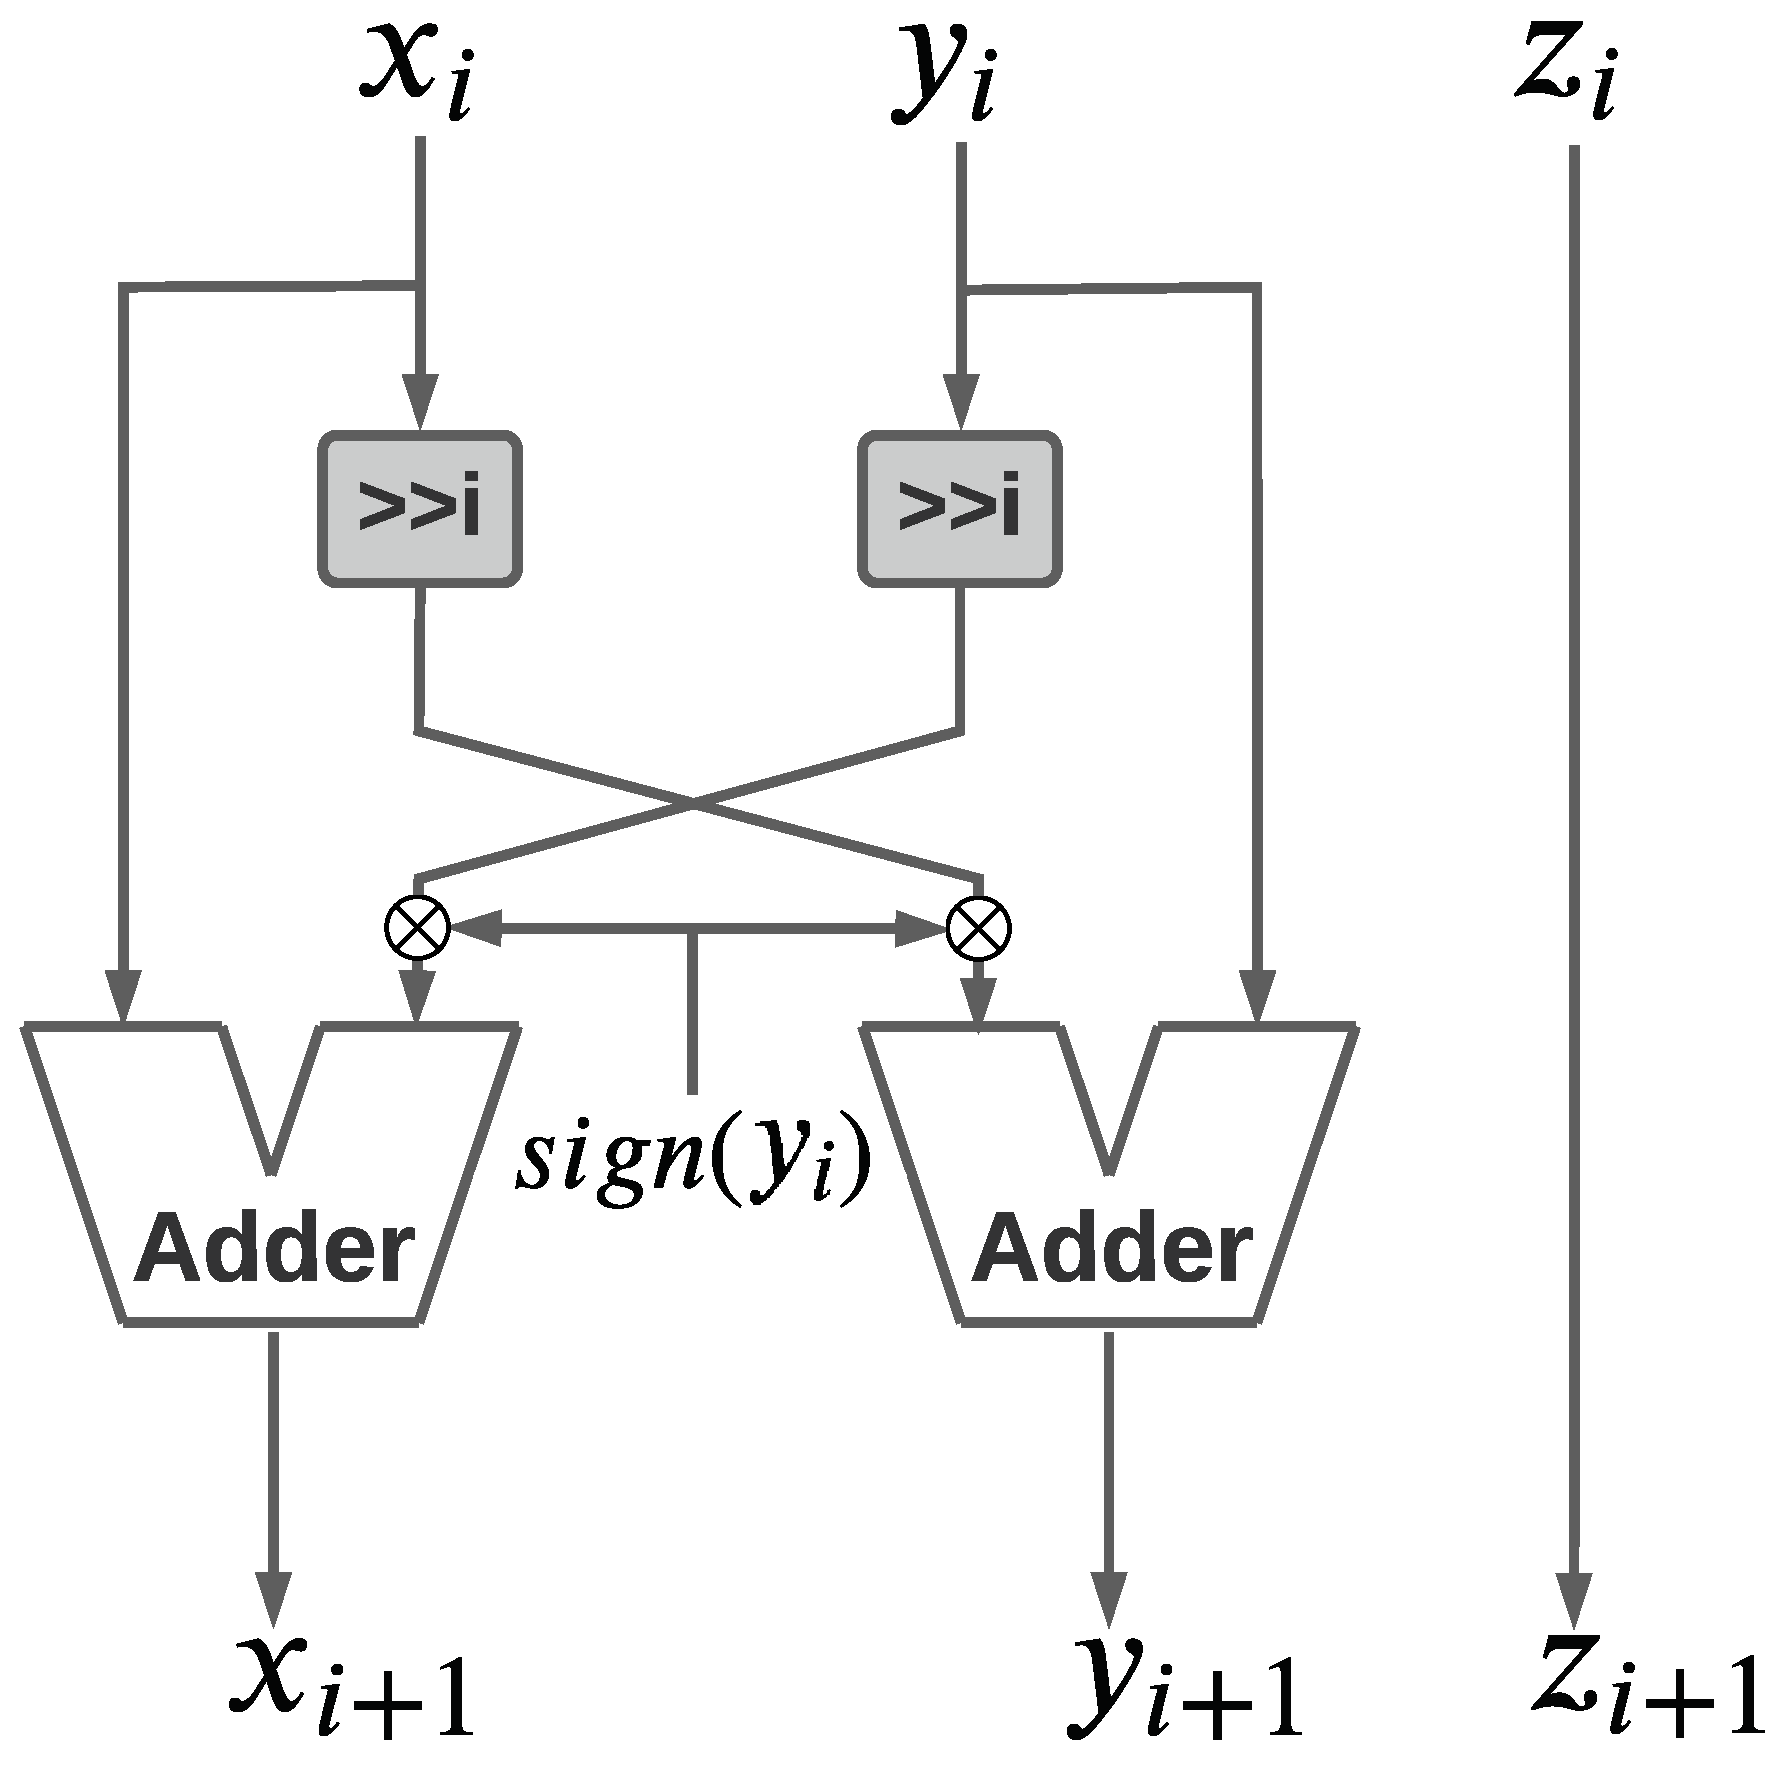 x_i y_i z_i
>>i >>i
sign(y_i)
Adder Adder
x_{i+1} y_{i+1} z_{i+1}